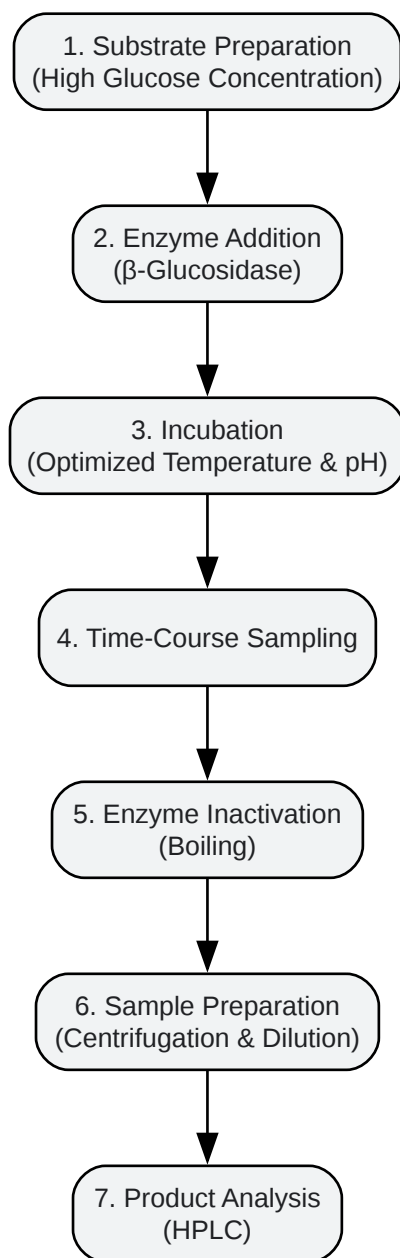 1. Substrate Preparation
(High Glucose Concentration)
2. Enzyme Addition
(β-Glucosidase)
3. Incubation
(Optimized Temperature & pH)
4. Time-Course Sampling
5. Enzyme Inactivation
(Boiling)
6. Sample Preparation
(Centrifugation & Dilution)
7. Product Analysis
(HPLC)